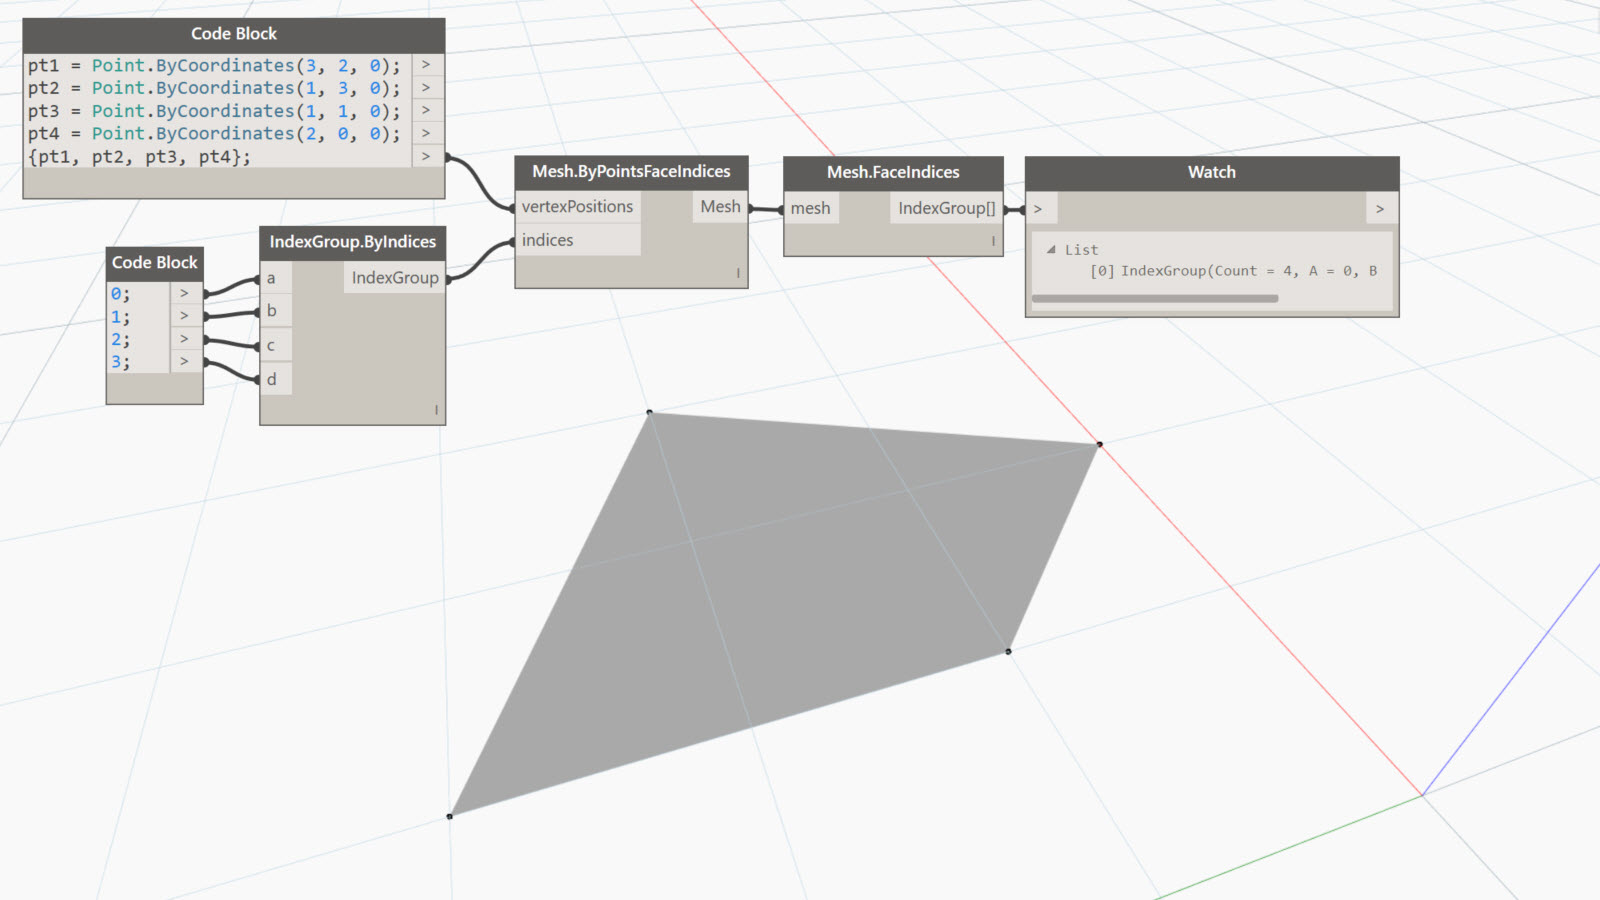 Code Block
pt1 = Point.ByCoordinates(3, 2, 0); >
pt2 = Point.ByCoordinates(1, 3, 0); >
pt3 = Point.ByCoordinates(1, 1, 0); >
pt4 = Point.ByCoordinates(2, 0, 0); >
{pt1, pt2, pt3, pt4}; >
Code Block
0; >
1; >
2; >
3; >
IndexGroup.ByIndices
a IndexGroup
b
c
d
l
Mesh.ByPointsFaceIndices
vertexPositions Mesh
indices
l
Mesh.FaceIndices
mesh IndexGroup[]
l
Watch
> >
List
[0] IndexGroup(Count = 4, A = 0, B